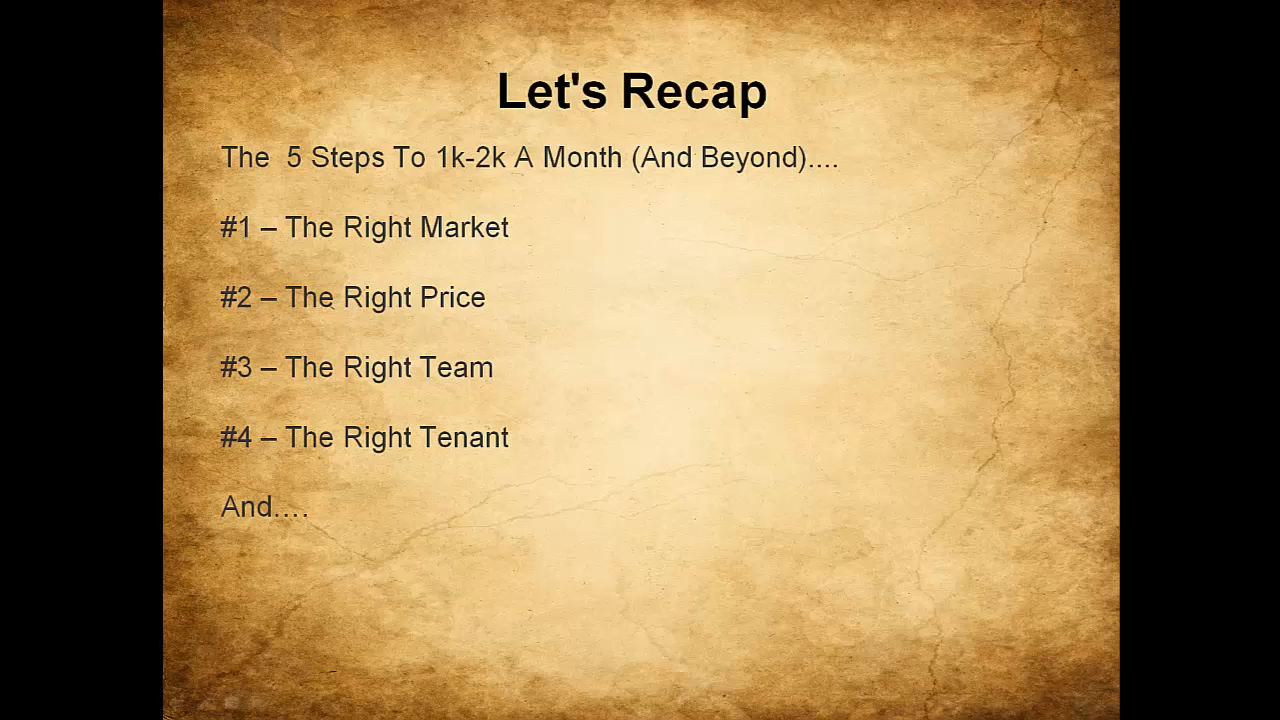 Let's Recap
The  5 Steps To 1k-2k A Month (And Beyond)....
#1 – The Right Market
#2 – The Right Price
#3 – The Right Team
#4 – The Right Tenant
And....